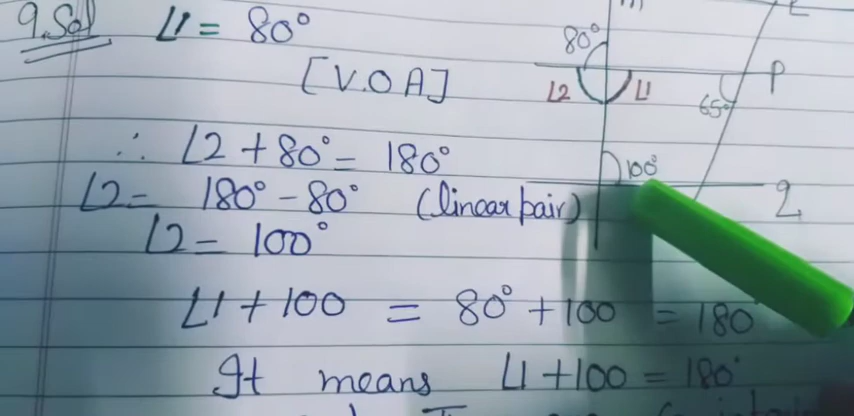 9.Sol ∠1 = 80°
[V.O A]
∴ ∠2 + 80° = 180°
∠2 = 180° - 80° (linear pair)
∠2 = 100°
∠1 + 100 = 80° + 100 = 180°
It means ∠1 + 100 = 180°
m
80°
∠2 ∠1
65°
P
100°